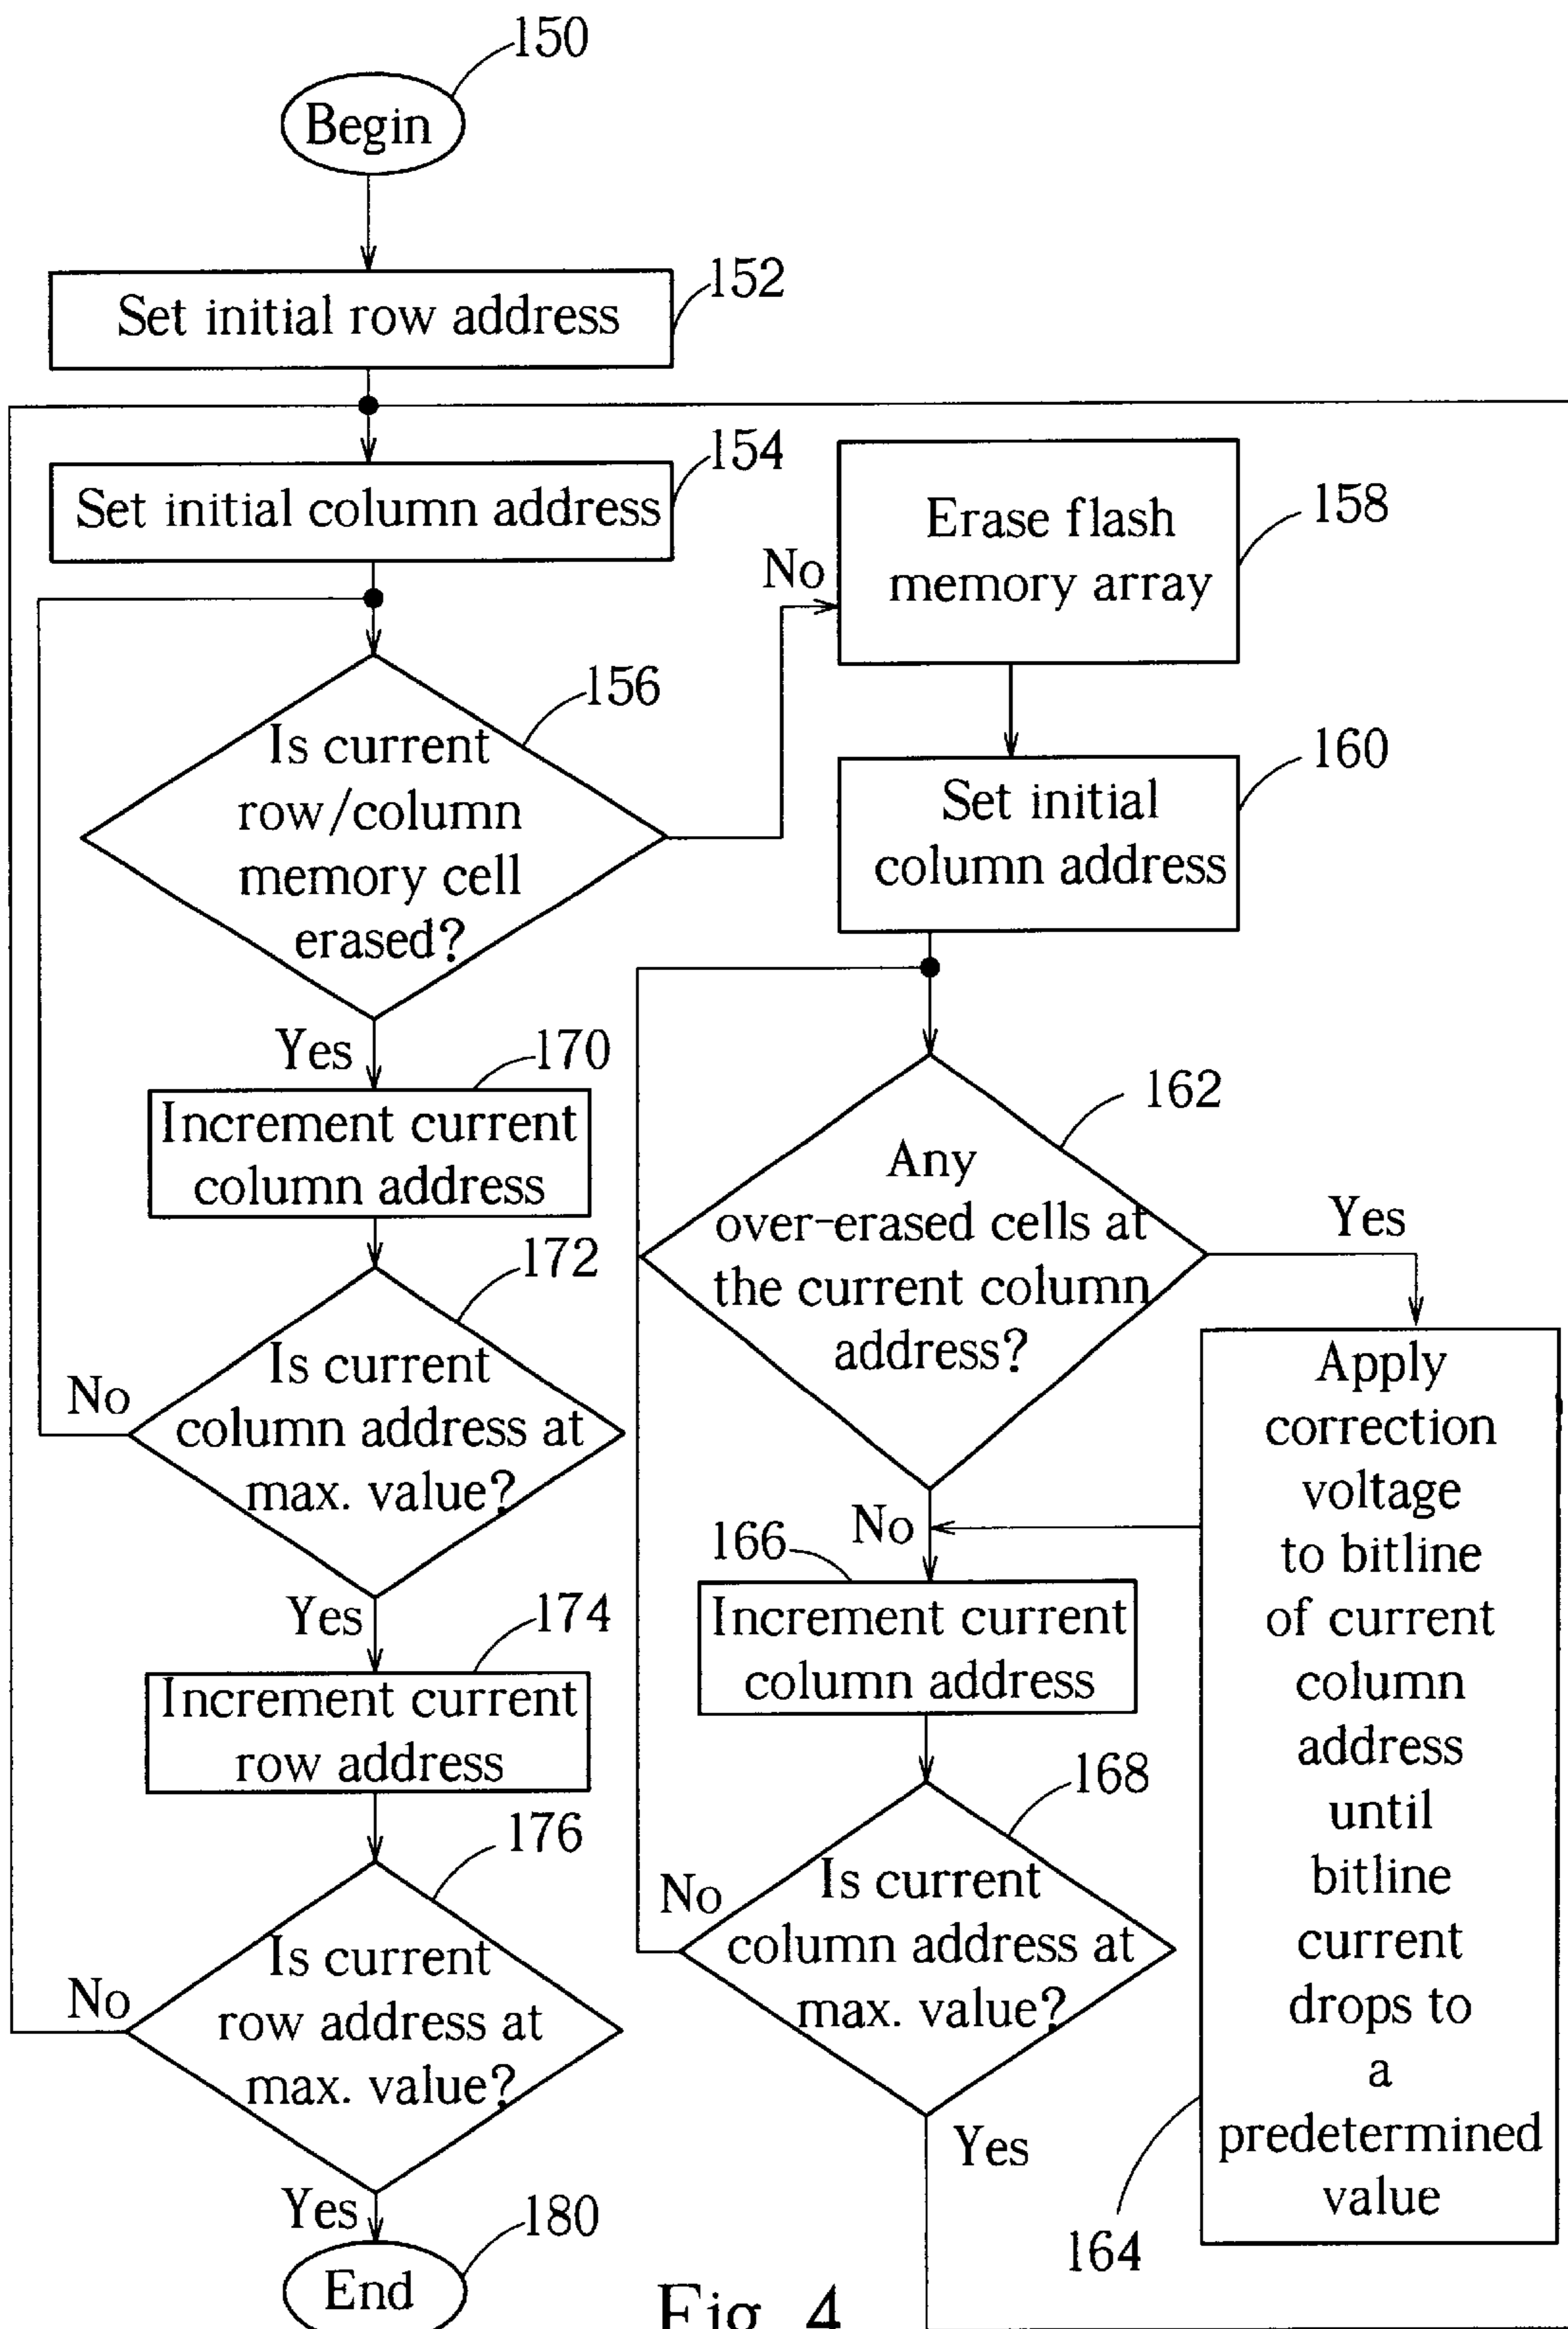 150
Begin
152
Set initial row address
154
Set initial column address
156
Is current
row/column
memory cell
erased?
No
Yes
170
Increment current
column address
172
Is current
column address at
max. value?
No
Yes
174
Increment current
row address
176
Is current
row address at
max. value?
No
Yes
180
End
158
Erase flash
memory array
160
Set initial
column address
162
Any
over-erased cells at
the current column
address?
Yes
No
Apply
correction
voltage
to bitline
of current
column
address
until
bitline
current
drops to
a
predetermined
value
164
166
Increment current
column address
168
Is current
column address at
max. value?
No
Yes
Fig. 4